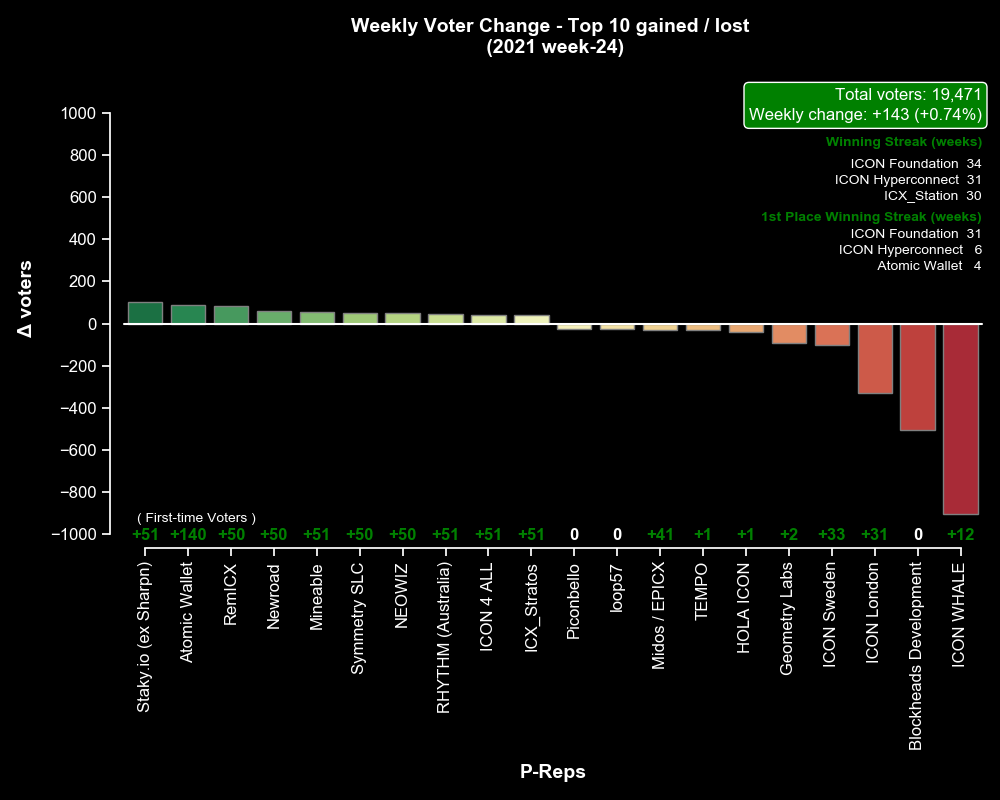 Weekly Voter Change - Top 10 gained / lost
(2021 week-24)
Total voters: 19,471
Weekly change: +143 (+0.74%)
Winning Streak (weeks)
ICON Foundation 34
ICON Hyperconnect 31
ICX_Station 30
1st Place Winning Streak (weeks)
ICON Foundation 31
ICON Hyperconnect 6
Atomic Wallet 4
Δ voters
1000
800
600
400
200
0
−200
−400
−600
−800
−1000
( First-time Voters )
+51 +140 +50 +50 +51 +50 +50 +51 +51 +51 0 0 +41 +1 +1 +2 +33 +31 0 +12
Staky.io (ex Sharpn)
Atomic Wallet
RemICX
Newroad
Mineable
Symmetry SLC
NEOWIZ
RHYTHM (Australia)
ICON 4 ALL
ICX_Stratos
Piconbello
loop57
Midos / EPICX
TEMPO
HOLA ICON
Geometry Labs
ICON Sweden
ICON London
Blockheads Development
ICON WHALE
P-Reps